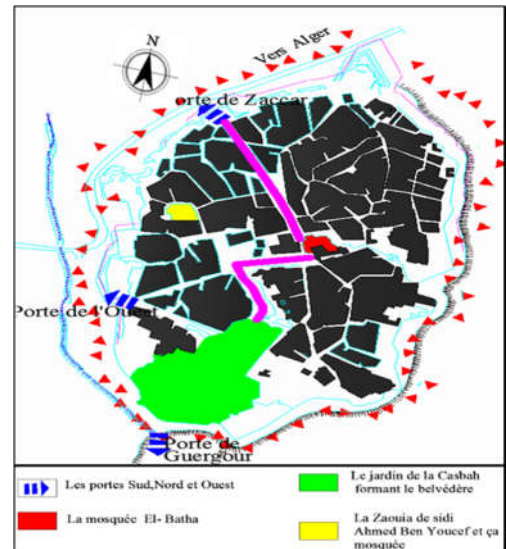 N
Vers Alger
orte de Zaccar
Porte de l'Ouest
Porte de
Guergour
Les portes Sud,Nord et Ouest
La mosquée El- Batha
Le jardin de la Casbah
formant le belvédère
La Zaouia de sidi
Ahmed Ben Youcef et ça
mosquée